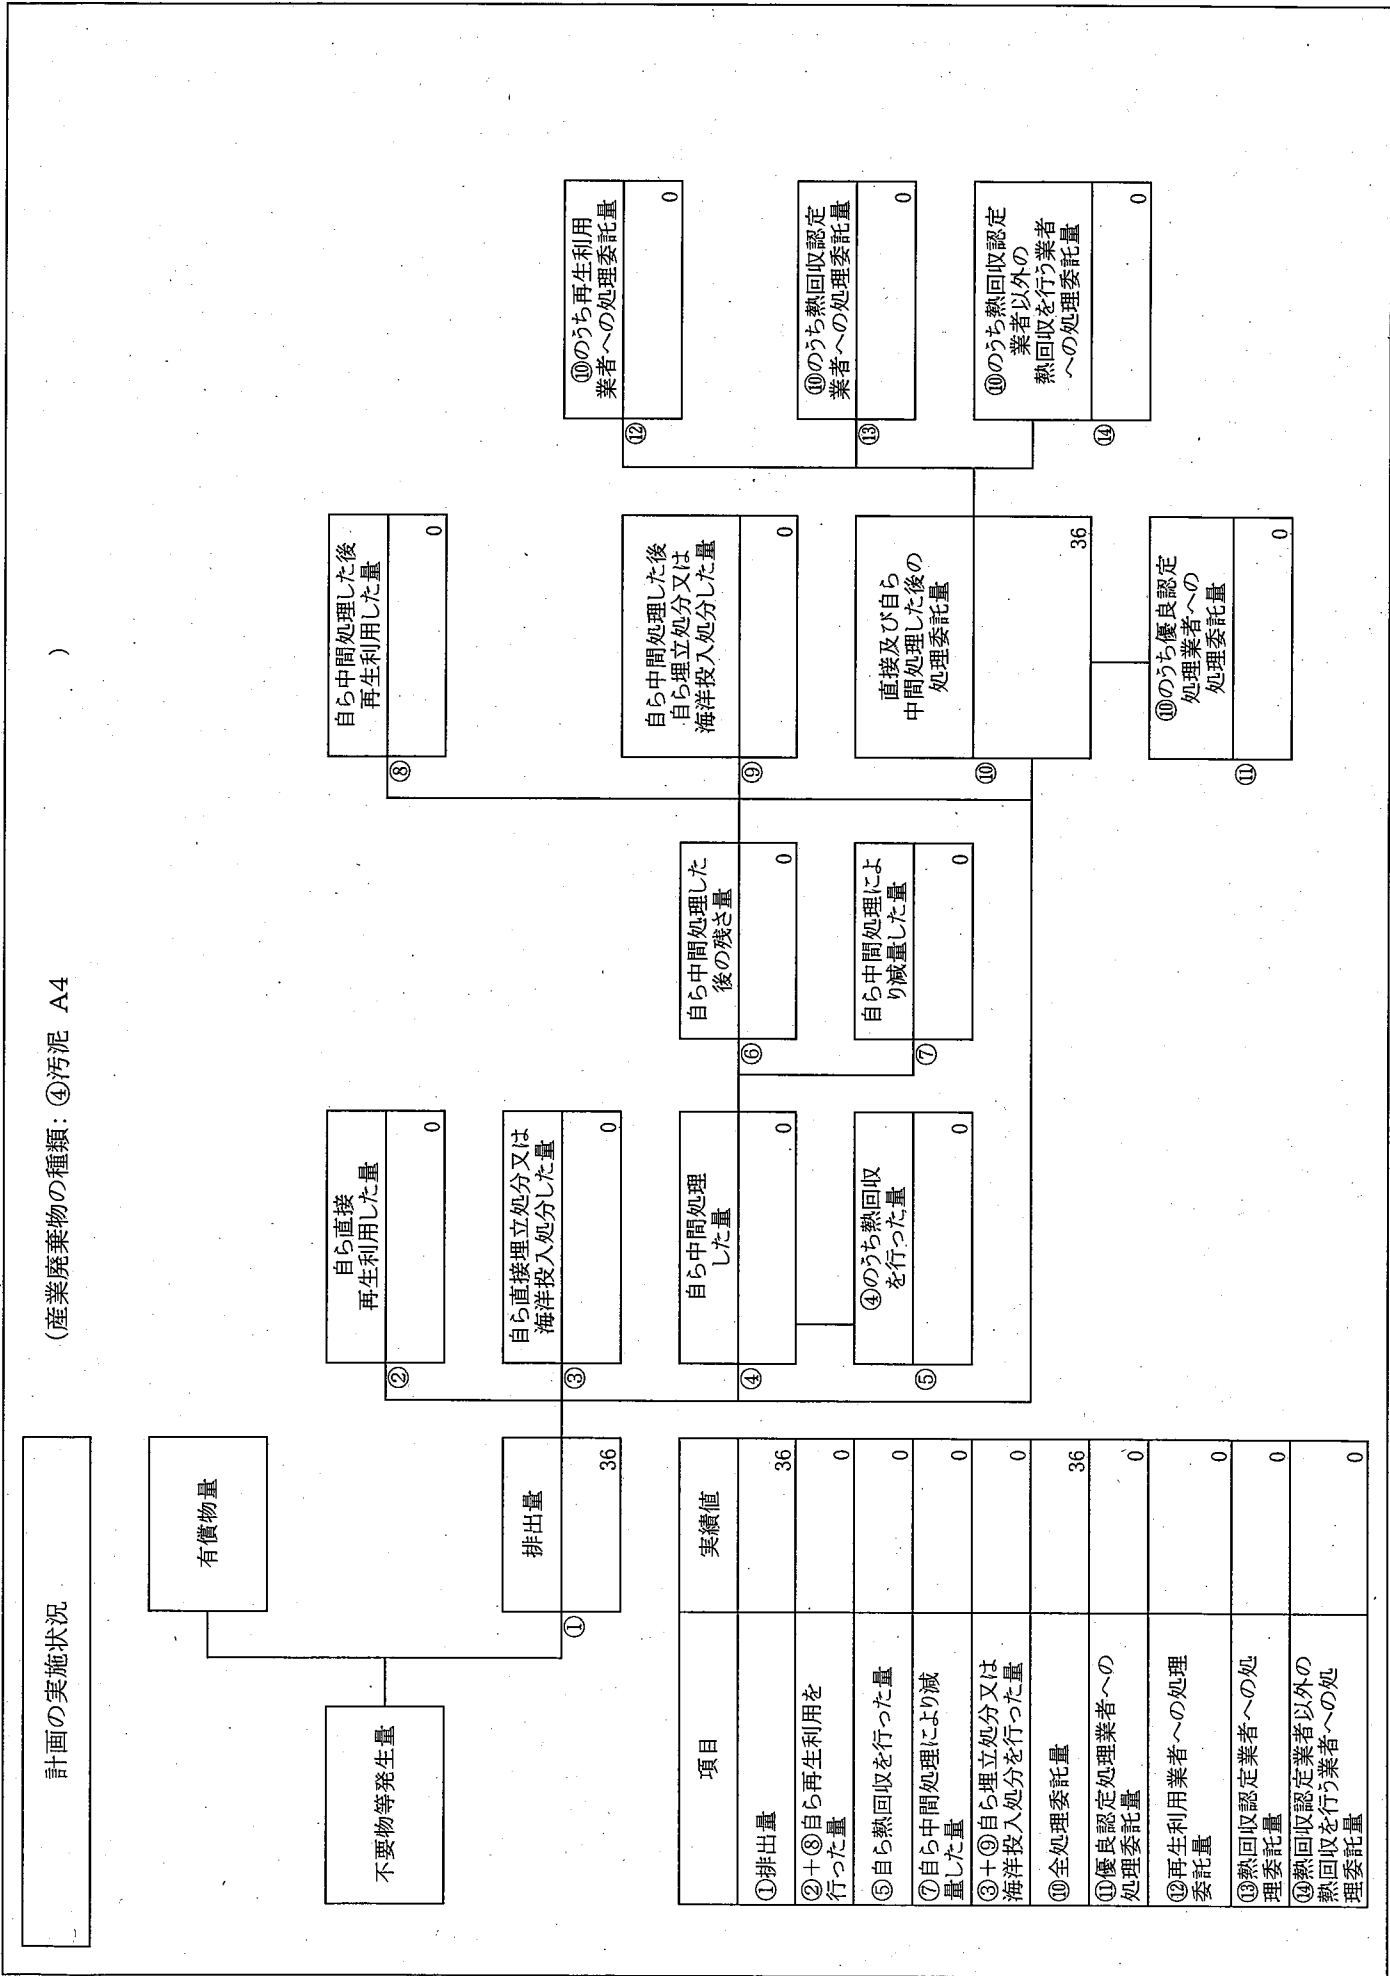 計画の実施状況
(産業廃棄物の種類: ④汚泥 A4 )
不要物等発生量
有償物量
①
排出量
36
②
自ら直接
再生利用した量
0
③
自ら直接埋立処分又は
海洋投入処分した量
0
④
自ら中間処理
した量
0
⑤
④のうち熱回収
を行った量
0
⑥
自ら中間処理した
後の残さ量
0
⑦
自ら中間処理によ
り減量した量
0
⑧
自ら中間処理した後
再生利用した量
0
⑨
自ら中間処理した後
自ら埋立処分又は
海洋投入処分した量
0
⑩
直接及び自ら
中間処理した後の
処理委託量
36
⑪
⑩のうち優良認定
処理業者への
処理委託量
0
⑫
⑩のうち再生利用
業者への処理委託量
0
⑬
⑩のうち熱回収認定
業者への処理委託量
0
⑭
⑩のうち熱回収認定
業者以外の
熱回収を行う業者
への処理委託量
0
項目 実績値
①排出量 36
②+⑧自ら再生利用を
行った量 0
⑤自ら熱回収を行った量 0
⑦自ら中間処理により減
量した量 0
③+⑨自ら埋立処分又は
海洋投入処分を行った量 0
⑩全処理委託量 36
⑪優良認定処理業者への
処理委託量 0
⑫再生利用業者への処理
委託量 0
⑬熱回収認定業者への処
理委託量 0
⑭熱回収認定業者以外の
熱回収を行う業者への処
理委託量 0